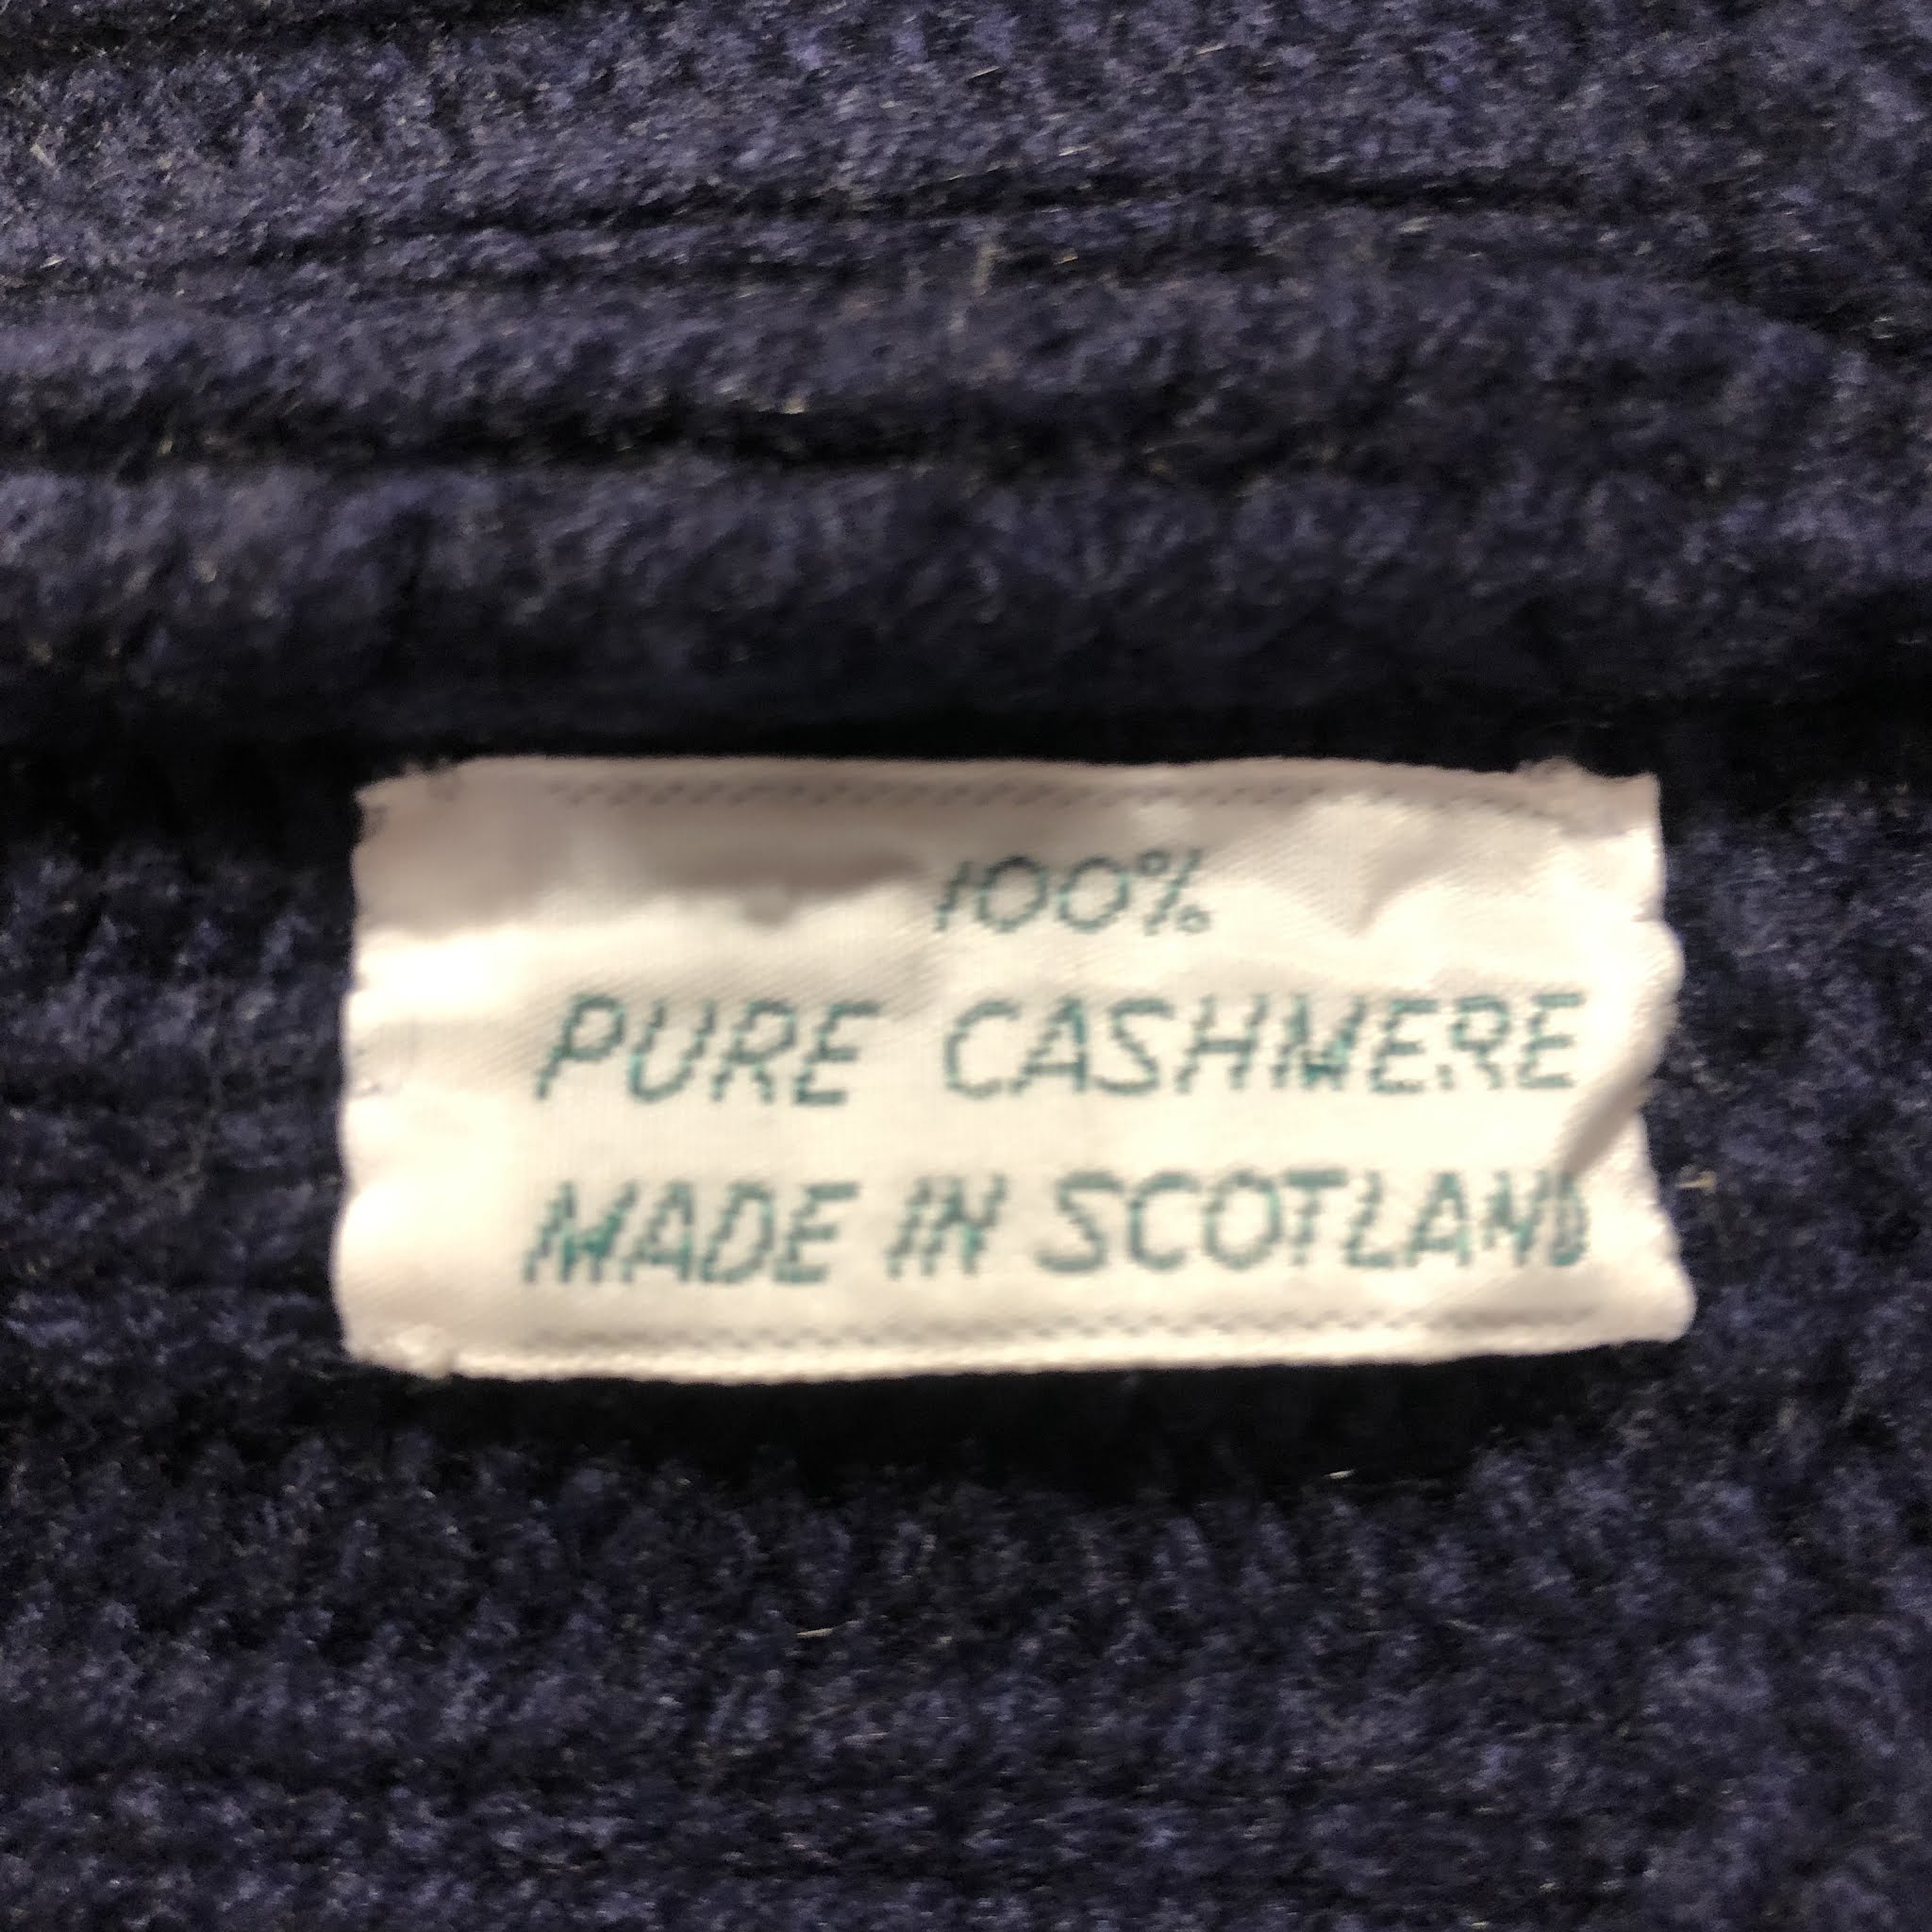 100%
PURE CASHMERE
MADE IN SCOTLAND